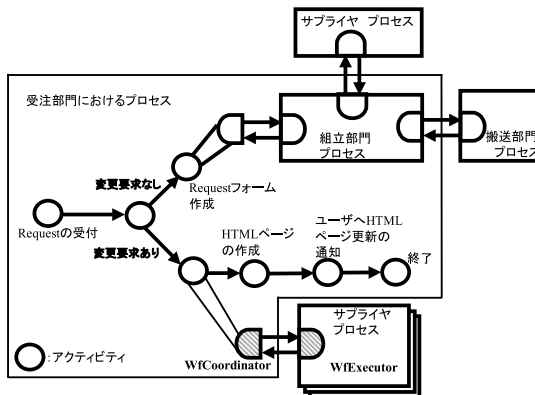 サプライヤ プロセス
受注部門におけるプロセス
組立部門
プロセス
搬送部門
プロセス
変更要求なし
Requestフォーム
作成
Requestの受付
変更要求あり
HTMLページ
の作成
ユーザへHTML
ページ更新の
通知
終了
サプライヤ
プロセス
:アクティビティ
WfCoordinator
WfExecutor